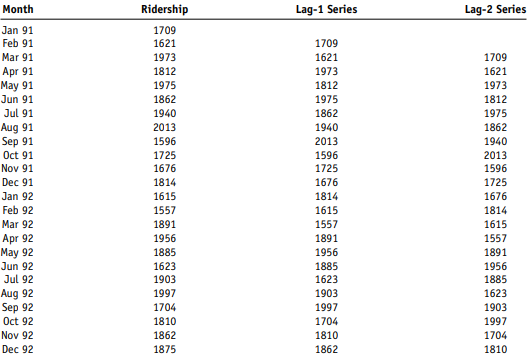 Month Ridership Lag-1 Series Lag-2 Series
Jan 91 1709
Feb 91 1621 1709
Mar 91 1973 1621 1709
Apr 91 1812 1973 1621
May 91 1975 1812 1973
Jun 91 1862 1975 1812
Jul 91 1940 1862 1975
Aug 91 2013 1940 1862
Sep 91 1596 2013 1940
Oct 91 1725 1596 2013
Nov 91 1676 1725 1596
Dec 91 1814 1676 1725
Jan 92 1615 1814 1676
Feb 92 1557 1615 1814
Mar 92 1891 1557 1615
Apr 92 1956 1891 1557
May 92 1885 1956 1891
Jun 92 1623 1885 1956
Jul 92 1903 1623 1885
Aug 92 1997 1903 1623
Sep 92 1704 1997 1903
Oct 92 1810 1704 1997
Nov 92 1862 1810 1704
Dec 92 1875 1862 1810